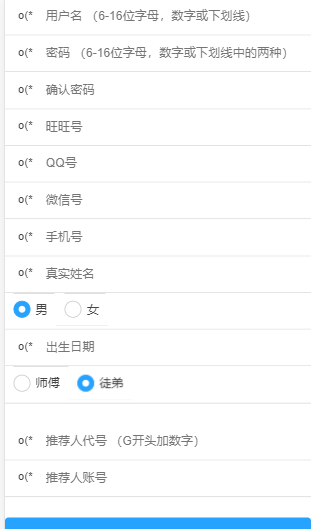 o(* 用户名 （6-16位字母，数字或下划线）
o(* 密码 （6-16位字母，数字或下划线中的两种）
o(* 确认密码
o(* 旺旺号
o(* QQ号
o(* 微信号
o(* 手机号
o(* 真实姓名
男 女
o(* 出生日期
师傅 徒弟
o(* 推荐人代号 （G开头加数字）
o(* 推荐人账号